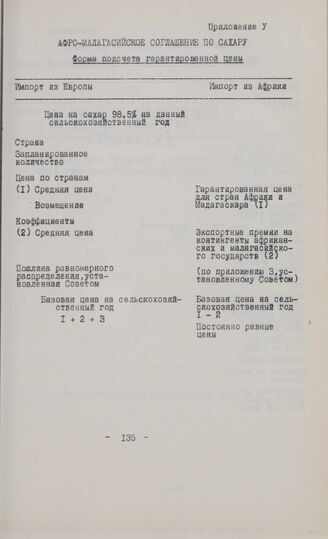 Приложение У
АФРО-МАЛАГАСИЙСКОЕ СОГЛАШЕНИЕ ПО САХАРУ
Форма подсчета гарантированной цены
Импорт из Европы
Импорт из Африки
Цена на сахар 98,5% на данный
сельскохозяйственный год
Страна
Запланированное
количество
Цена по странам
(I) Средняя цена
Возмещение
Гарантированная цена
для стран Африки и
Мадагаскара (I)
Коэффициенты
(2) Средняя цена
Экспортные премии на
контингенты африкан-
ских и малагасийско-
го государств (2)
Пошлина равномерного
распределения,уста-
новленная Советом
(по приложению 3,ус-
тановленному Советом)
Базовая цена на сельскохозяй-
ственный год
I + 2 + 3
Базовая цена на сель-
скохозяйственный год
I - 2
Постоянно равные
цены
- I35 -